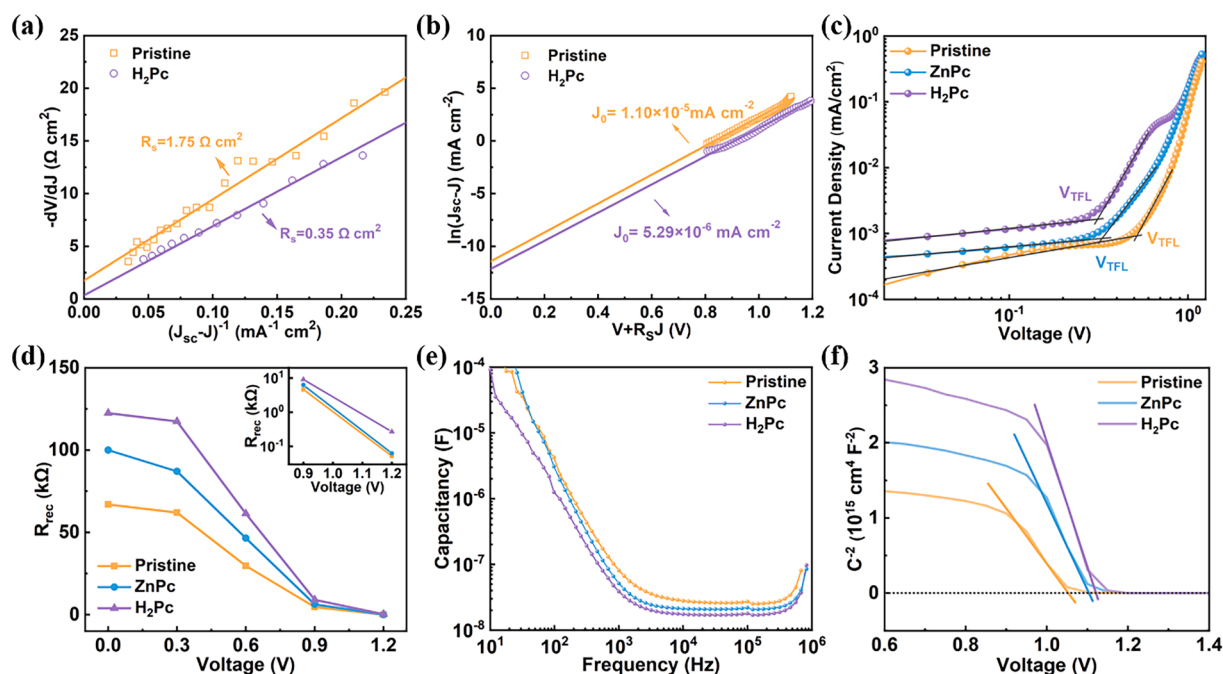 (a)
25
20
15
10
5
0
-dV/dJ (Ω cm²)
Pristine
H₂Pc
Rₛ=1.75 Ω cm²
Rₛ=0.35 Ω cm²
0.00 0.05 0.10 0.15 0.20 0.25
(Jsc-J)⁻¹ (mA⁻¹ cm²)
(b)
10
5
0
-5
-10
-15
ln(Jsc-J) (mA cm⁻²)
Pristine
H₂Pc
J₀= 1.10×10⁻⁵mA cm⁻²
J₀= 5.29×10⁻⁶ mA cm⁻²
0.0 0.2 0.4 0.6 0.8 1.0 1.2
V+RₛJ (V)
(c)
10⁰
10⁻¹
10⁻²
10⁻³
10⁻⁴
Current Density (mA/cm²)
Pristine
ZnPc
H₂Pc
V_TFL
V_TFL
V_TFL
10⁻¹ 10⁰
Voltage (V)
(d)
150
125
100
75
50
25
0
Rrec (kΩ)
Pristine
ZnPc
H₂Pc
0.0 0.3 0.6 0.9 1.2
Voltage (V)
10¹
10⁰
10⁻¹
Rrec (kΩ)
0.9 1.0 1.1 1.2
Voltage (V)
(e)
10⁻⁴
10⁻⁵
10⁻⁶
10⁻⁷
10⁻⁸
Capacitancy (F)
Pristine
ZnPc
H₂Pc
10¹ 10² 10³ 10⁴ 10⁵ 10⁶
Frequency (Hz)
(f)
3
2
1
0
C⁻² (10¹⁵ cm⁴ F⁻²)
Pristine
ZnPc
H₂Pc
0.6 0.8 1.0 1.2 1.4
Voltage (V)